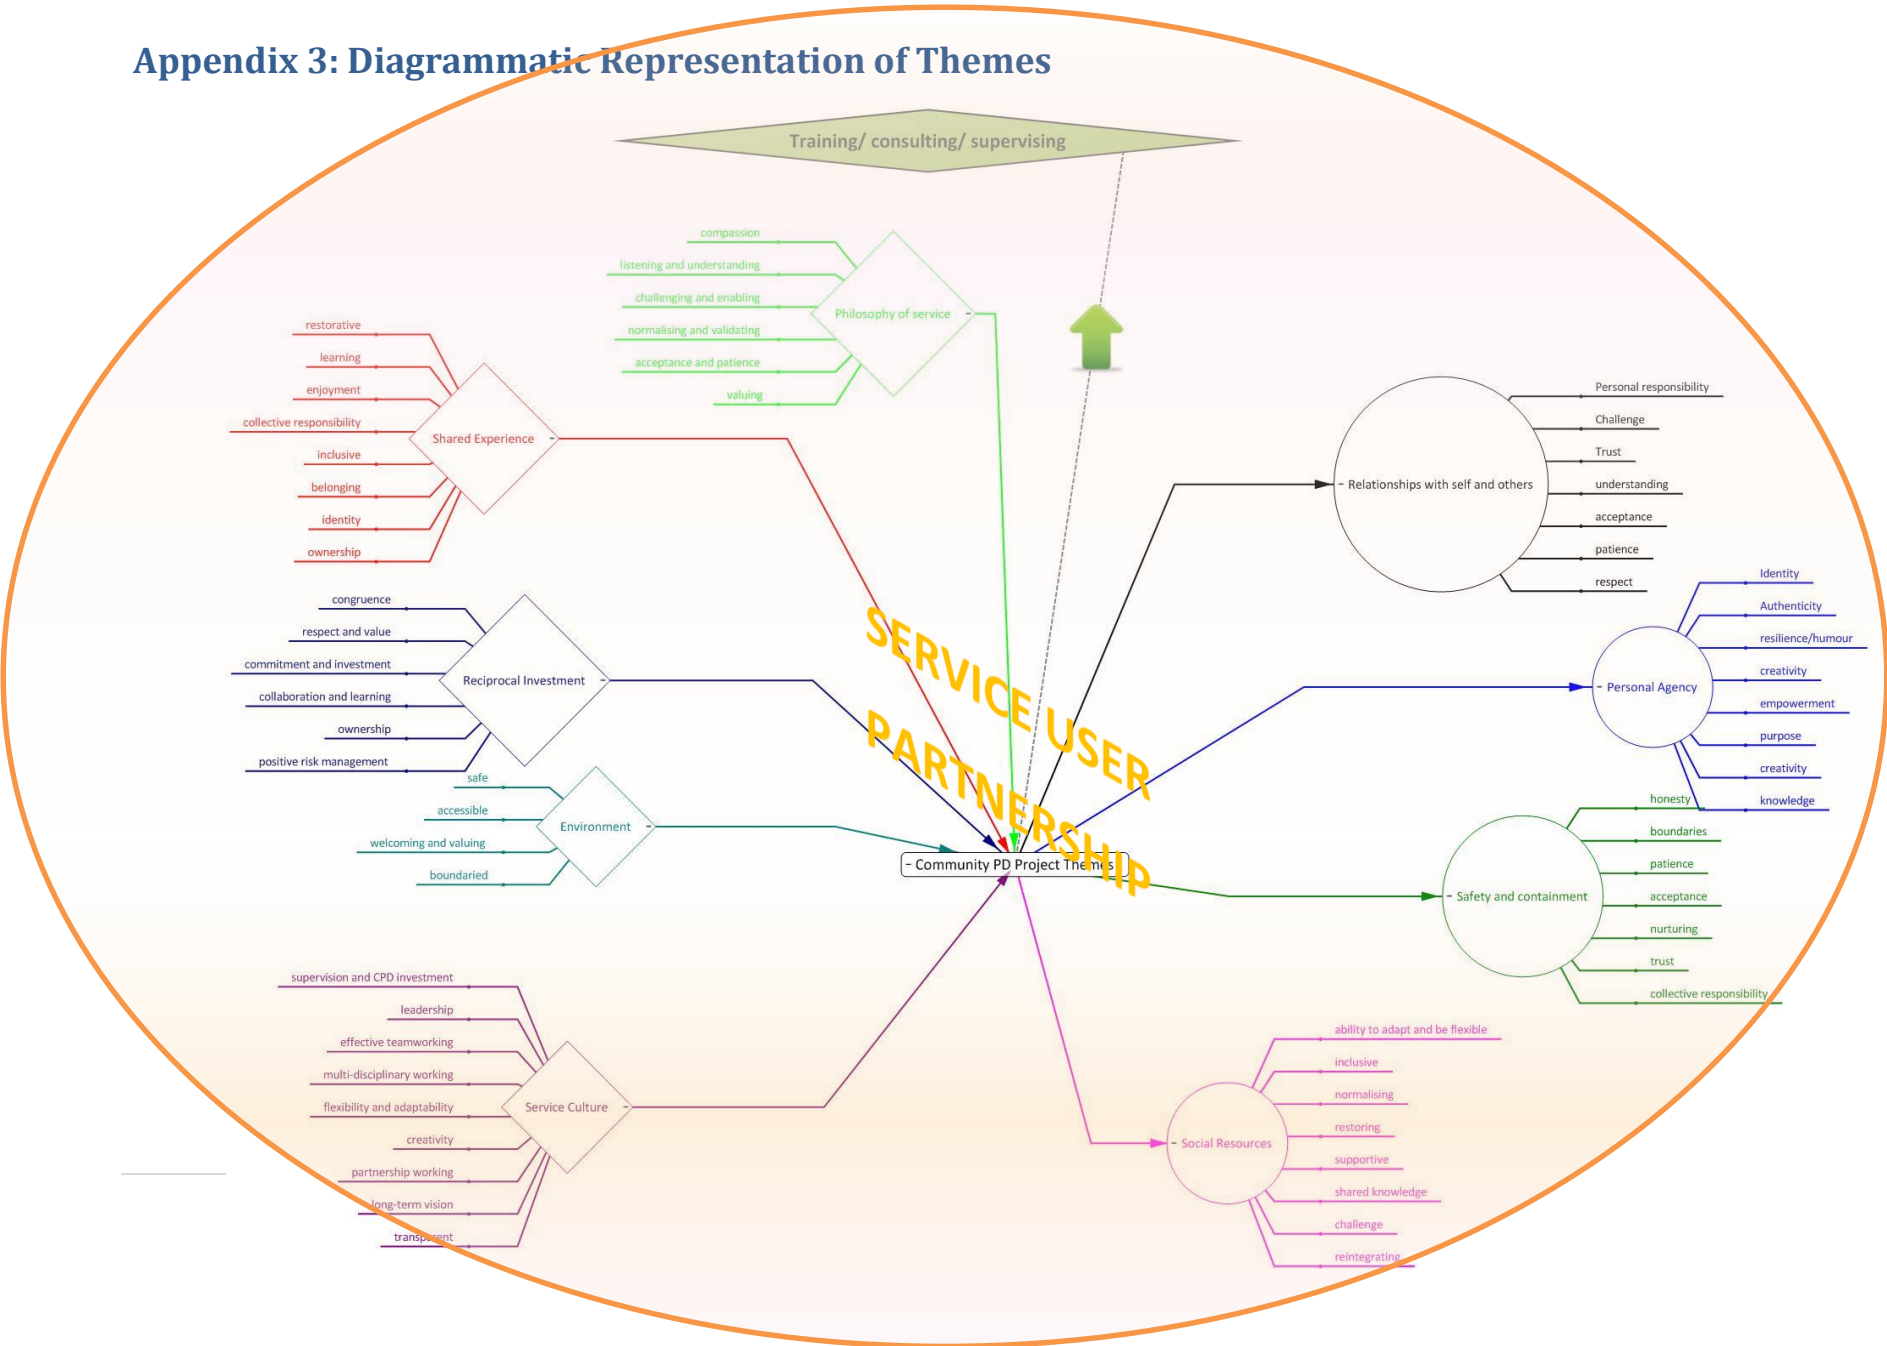 Appendix 3: Diagrammatic Representation of Themes
Training/ consulting/ supervising
compassion
listening and understanding
challenging and enabling
normalising and validating
acceptance and patience
valuing
Philosophy of service
restorative
learning
enjoyment
collective responsibility
inclusive
belonging
identity
ownership
Shared Experience
congruence
respect and value
commitment and investment
collaboration and learning
ownership
positive risk management
Reciprocal Investment
safe
accessible
welcoming and valuing
boundaried
Environment
supervision and CPD investment
leadership
effective teamworking
multi-disciplinary working
flexibility and adaptability
creativity
partnership working
long-term vision
transparent
Service Culture
SERVICE USER
PARTNERSHIP
Community PD Project Themes
Relationships with self and others
Personal responsibility
Challenge
Trust
understanding
acceptance
patience
respect
Personal Agency
Identity
Authenticity
resilience/humour
creativity
empowerment
purpose
creativity
knowledge
Safety and containment
honesty
boundaries
patience
acceptance
nurturing
trust
collective responsibility
Social Resources
ability to adapt and be flexible
inclusive
normalising
restoring
supportive
shared knowledge
challenge
reintegrating